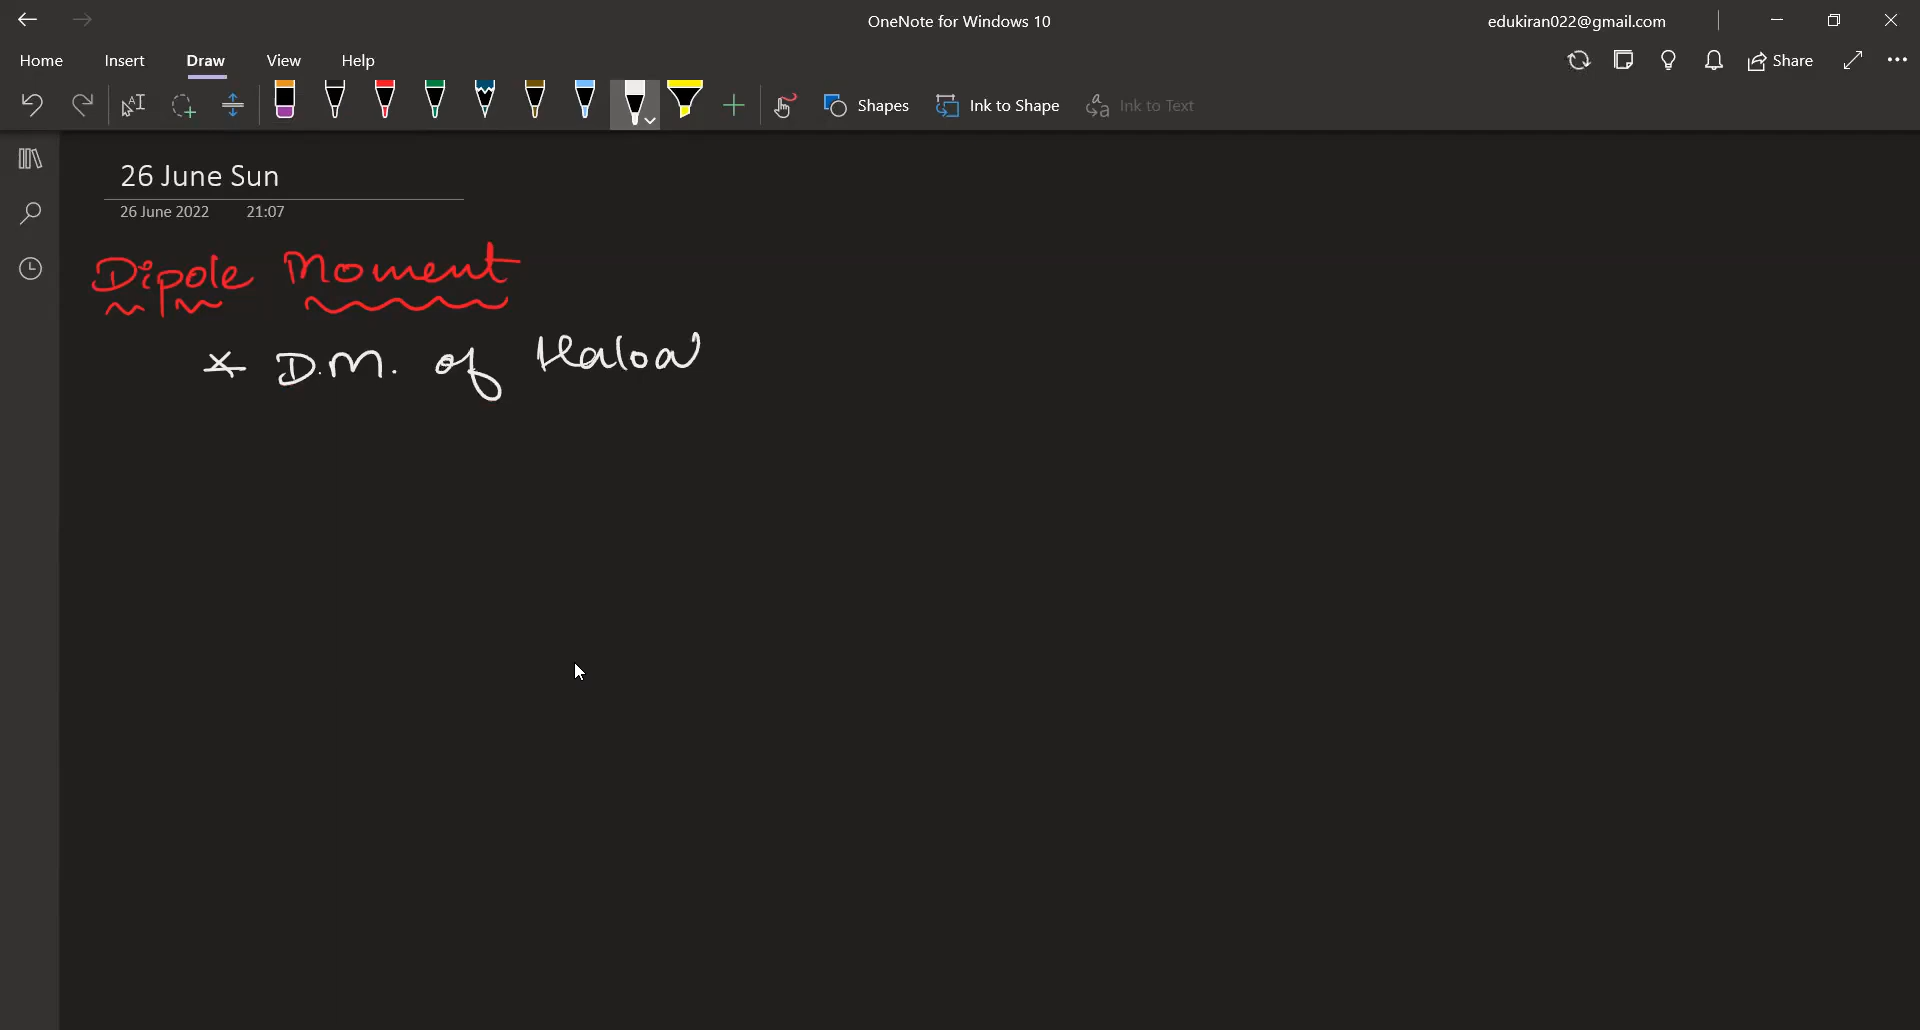 OneNote for Windows 10
edukiran022@gmail.com
Home Insert Draw View Help
Share
Shapes
Ink to Shape
Ink to Text
26 June Sun
26 June 2022 21:07
Dipole Moment
* D.M. of Haloa